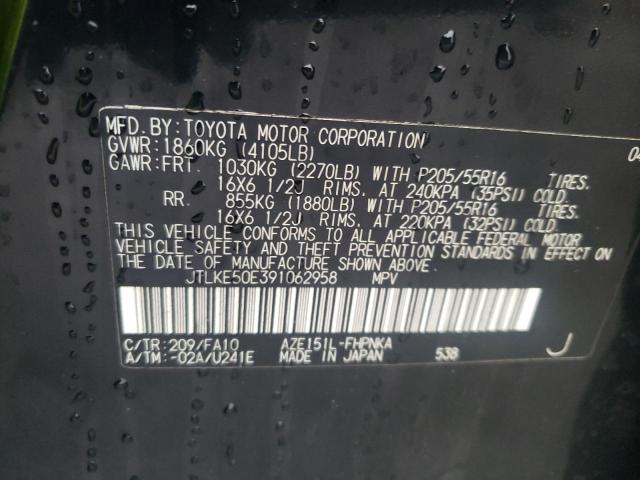 MFD. BY: TOYOTA MOTOR CORPORATION
GVWR: 1860KG (4105LB)
GAWR: FRT. 1030KG (2270LB) WITH P205/55R16 TIRES.
16X6 1/2J RIMS. AT 240KPA (35PSI) COLD.
RR. 855KG (1880LB) WITH P205/55R16 TIRES.
16X6 1/2J RIMS. AT 220KPA (32PSI) COLD.
THIS VEHICLE CONFORMS TO ALL APPLICABLE FEDERAL MOTOR
VEHICLE SAFETY AND THEFT PREVENTION STANDARDS IN EFFECT ON
THE DATE OF MANUFACTURE SHOWN ABOVE.
JTLKE50E391062958 MPV
C/TR: 209/FA10 AZE151L-FHPNKA
A/TM: -02A/U241E MADE IN JAPAN 538 J